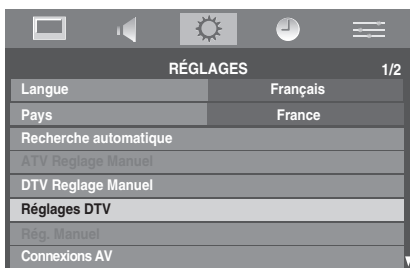 RÉGLAGES 1/2
Langue Français
Pays France
Recherche automatique
ATV Reglage Manuel
DTV Reglage Manuel
Réglages DTV
Rég. Manuel
Connexions AV